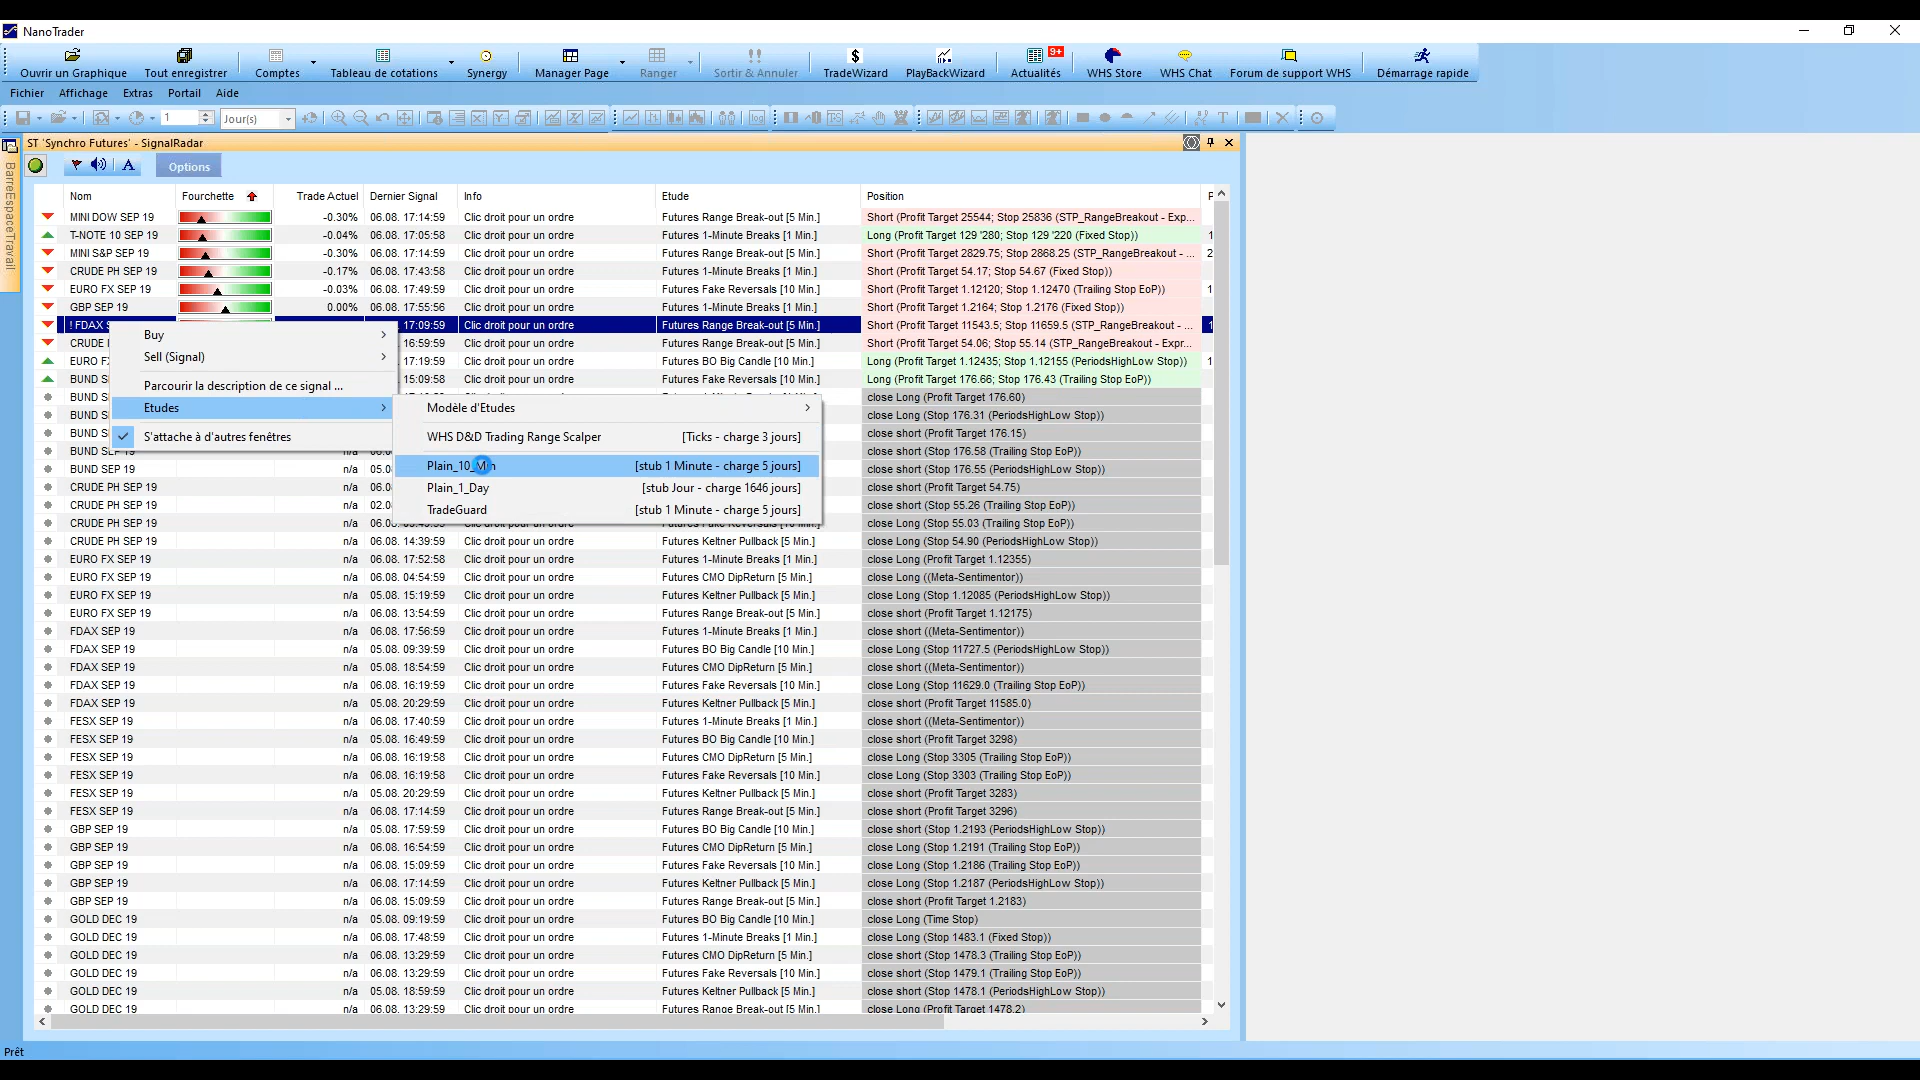 NanoTrader
Ouvrir un Graphique Tout enregistrer Comptes Tableau de cotations Synergy Manager Page Ranger Sortir & Annuler TradeWizard PlayBackWizard Actualités 9+ WHS Store WHS Chat Forum de support WHS Démarrage rapide
Fichier Affichage Extras Portail Aide
1 Jour(s)
ST 'Synchro Futures' - SignalRadar
BarreEspaceTravail
A Options
Nom Fourchette Trade Actuel Dernier Signal Info Etude Position P
MINI DOW SEP 19 -0.30% 06.08. 17:14:59 Clic droit pour un ordre Futures Range Break-out [5 Min.] Short (Profit Target 25544; Stop 25836 (STP_RangeBreakout - Expr...
T-NOTE 10 SEP 19 -0.04% 06.08. 17:05:58 Clic droit pour un ordre Futures 1-Minute Breaks [1 Min.] Long (Profit Target 129 '280; Stop 129 '220 (Fixed Stop)) 1
MINI S&P SEP 19 -0.30% 06.08. 17:14:59 Clic droit pour un ordre Futures Range Break-out [5 Min.] Short (Profit Target 2829.75; Stop 2868.25 (STP_RangeBreakout - ... 2
CRUDE PH SEP 19 -0.17% 06.08. 17:43:58 Clic droit pour un ordre Futures 1-Minute Breaks [1 Min.] Short (Profit Target 54.17; Stop 54.67 (Fixed Stop))
EURO FX SEP 19 -0.03% 06.08. 17:49:59 Clic droit pour un ordre Futures Fake Reversals [10 Min.] Short (Profit Target 1.12120; Stop 1.12470 (Trailing Stop EoP)) 1
GBP SEP 19 0.00% 06.08. 17:55:56 Clic droit pour un ordre Futures 1-Minute Breaks [1 Min.] Short (Profit Target 1.2164; Stop 1.2176 (Fixed Stop))
! FDAX S 17:09:59 Clic droit pour un ordre Futures Range Break-out [5 Min.] Short (Profit Target 11543.5; Stop 11659.5 (STP_RangeBreakout - ... 1
CRUDE 16:59:59 Clic droit pour un ordre Futures Range Break-out [5 Min.] Short (Profit Target 54.06; Stop 55.14 (STP_RangeBreakout - Expr...
EURO F 17:19:59 Clic droit pour un ordre Futures BO Big Candle [10 Min.] Long (Profit Target 1.12435; Stop 1.12155 (PeriodsHighLow Stop)) 1
BUND S 15:09:58 Clic droit pour un ordre Futures Fake Reversals [10 Min.] Long (Profit Target 176.66; Stop 176.43 (Trailing Stop EoP))
BUND S close Long (Profit Target 176.60)
BUND S close Long (Stop 176.31 (PeriodsHighLow Stop))
BUND S close short (Profit Target 176.15)
BUND SEP 19 close short (Stop 176.58 (Trailing Stop EoP))
BUND SEP 19 n/a 05.0 close short (Stop 176.55 (PeriodsHighLow Stop))
CRUDE PH SEP 19 n/a 06.0 close short (Profit Target 54.75)
CRUDE PH SEP 19 n/a 02.0 close short (Stop 55.26 (Trailing Stop EoP))
CRUDE PH SEP 19 n/a close short (Stop 55.03 (Trailing Stop EoP))
CRUDE PH SEP 19 n/a 06.08. 14:39:59 Clic droit pour un ordre Futures Keltner Pullback [5 Min.] close short (Stop 54.90 (PeriodsHighLow Stop))
EURO FX SEP 19 n/a 06.08. 17:52:58 Clic droit pour un ordre Futures 1-Minute Breaks [1 Min.] close Long (Profit Target 1.12355)
EURO FX SEP 19 n/a 06.08. 04:54:59 Clic droit pour un ordre Futures CMO DipReturn [5 Min.] close Long ((Meta-Sentimentor))
EURO FX SEP 19 n/a 06.08. 15:19:59 Clic droit pour un ordre Futures Keltner Pullback [5 Min.] close Long (Stop 1.12085 (PeriodsHighLow Stop))
EURO FX SEP 19 n/a 06.08. 13:54:59 Clic droit pour un ordre Futures Range Break-out [5 Min.] close short (Profit Target 1.12175)
FDAX SEP 19 n/a 06.08. 17:56:59 Clic droit pour un ordre Futures 1-Minute Breaks [1 Min.] close short ((Meta-Sentimentor))
FDAX SEP 19 n/a 05.08. 09:39:59 Clic droit pour un ordre Futures BO Big Candle [10 Min.] close Long (Stop 11727.5 (PeriodsHighLow Stop))
FDAX SEP 19 n/a 05.08. 18:54:59 Clic droit pour un ordre Futures CMO DipReturn [5 Min.] close short ((Meta-Sentimentor))
FDAX SEP 19 n/a 06.08. 16:19:59 Clic droit pour un ordre Futures Fake Reversals [10 Min.] close Long (Stop 11629.0 (Trailing Stop EoP))
FDAX SEP 19 n/a 05.08. 20:29:59 Clic droit pour un ordre Futures Keltner Pullback [5 Min.] close short (Profit Target 11585.0)
FESX SEP 19 n/a 06.08. 17:40:59 Clic droit pour un ordre Futures 1-Minute Breaks [1 Min.] close short ((Meta-Sentimentor))
FESX SEP 19 n/a 05.08. 16:49:59 Clic droit pour un ordre Futures BO Big Candle [10 Min.] close short (Profit Target 3298)
FESX SEP 19 n/a 06.08. 16:19:58 Clic droit pour un ordre Futures CMO DipReturn [5 Min.] close Long (Stop 3305 (Trailing Stop EoP))
FESX SEP 19 n/a 06.08. 16:19:58 Clic droit pour un ordre Futures Fake Reversals [10 Min.] close Long (Stop 3303 (Trailing Stop EoP))
FESX SEP 19 n/a 05.08. 20:29:59 Clic droit pour un ordre Futures Keltner Pullback [5 Min.] close short (Profit Target 3283)
FESX SEP 19 n/a 06.08. 17:14:59 Clic droit pour un ordre Futures Range Break-out [5 Min.] close short (Profit Target 3296)
GBP SEP 19 n/a 05.08. 17:59:59 Clic droit pour un ordre Futures BO Big Candle [10 Min.] close short (Stop 1.2193 (PeriodsHighLow Stop))
GBP SEP 19 n/a 06.08. 16:54:59 Clic droit pour un ordre Futures CMO DipReturn [5 Min.] close short (Stop 1.2191 (Trailing Stop EoP))
GBP SEP 19 n/a 06.08. 15:09:59 Clic droit pour un ordre Futures Fake Reversals [10 Min.] close short (Stop 1.2186 (Trailing Stop EoP))
GBP SEP 19 n/a 06.08. 17:14:59 Clic droit pour un ordre Futures Keltner Pullback [5 Min.] close short (Stop 1.2187 (PeriodsHighLow Stop))
GBP SEP 19 n/a 06.08. 15:09:59 Clic droit pour un ordre Futures Range Break-out [5 Min.] close short (Profit Target 1.2183)
GOLD DEC 19 n/a 05.08. 09:19:59 Clic droit pour un ordre Futures BO Big Candle [10 Min.] close Long (Time Stop)
GOLD DEC 19 n/a 06.08. 17:48:59 Clic droit pour un ordre Futures 1-Minute Breaks [1 Min.] close Long (Stop 1483.1 (Fixed Stop))
GOLD DEC 19 n/a 06.08. 13:29:59 Clic droit pour un ordre Futures CMO DipReturn [5 Min.] close short (Stop 1478.3 (Trailing Stop EoP))
GOLD DEC 19 n/a 06.08. 13:29:59 Clic droit pour un ordre Futures Fake Reversals [10 Min.] close short (Stop 1479.1 (Trailing Stop EoP))
GOLD DEC 19 n/a 05.08. 18:59:59 Clic droit pour un ordre Futures Keltner Pullback [5 Min.] close short (Stop 1478.1 (PeriodsHighLow Stop))
GOLD DEC 19 n/a 06.08. 13:29:59 Clic droit pour un ordre Futures Range Break-out [5 Min.] close Long (Profit Target 1478.2)
Buy
Sell (Signal)
Parcourir la description de ce signal ...
Etudes
S'attache à d'autres fenêtres
Modèle d'Etudes
WHS D&D Trading Range Scalper [Ticks - charge 3 jours]
Plain_10_Min [stub 1 Minute - charge 5 jours]
Plain_1_Day [stub Jour - charge 1646 jours]
TradeGuard [stub 1 Minute - charge 5 jours]
Prêt